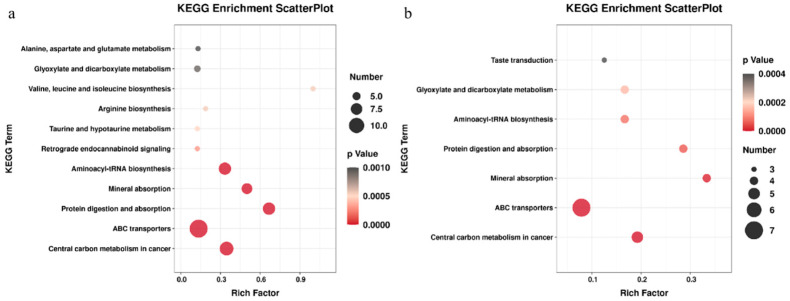 a
KEGG Enrichment ScatterPlot
Alanine, aspartate and glutamate metabolism
Glyoxylate and dicarboxylate metabolism
Valine, leucine and isoleucine biosynthesis
Arginine biosynthesis
Taurine and hypotaurine metabolism
Retrograde endocannabinoid signaling
Aminoacyl-tRNA biosynthesis
Mineral absorption
Protein digestion and absorption
ABC transporters
Central carbon metabolism in cancer
KEGG Term
0.0
0.3
0.6
0.9
Rich Factor
Number
5.0
7.5
10.0
p Value
0.0010
0.0005
0.0000
b
KEGG Enrichment ScatterPlot
Taste transduction
Glyoxylate and dicarboxylate metabolism
Aminoacyl-tRNA biosynthesis
Protein digestion and absorption
Mineral absorption
ABC transporters
Central carbon metabolism in cancer
KEGG Term
0.1
0.2
0.3
Rich Factor
p Value
0.0004
0.0002
0.0000
Number
3
4
5
6
7